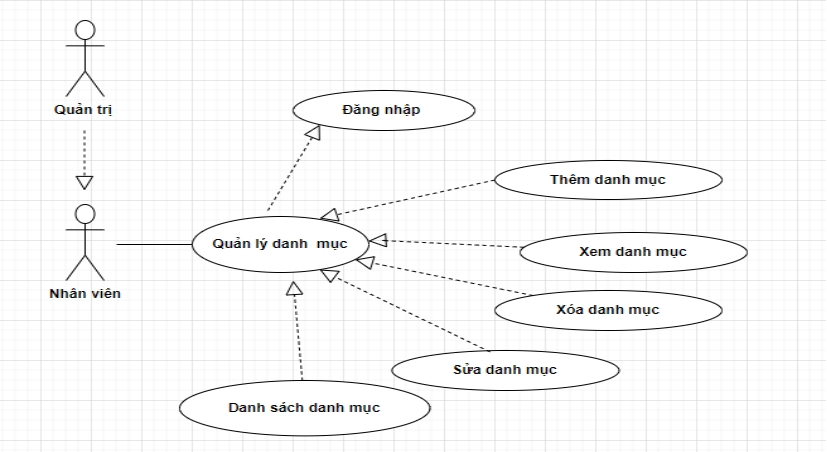 Quản trị
Đăng nhập
Thêm danh mục
Quản lý danh mục
Xem danh mục
Nhân viên
Xóa danh mục
Sửa danh mục
Danh sách danh mục